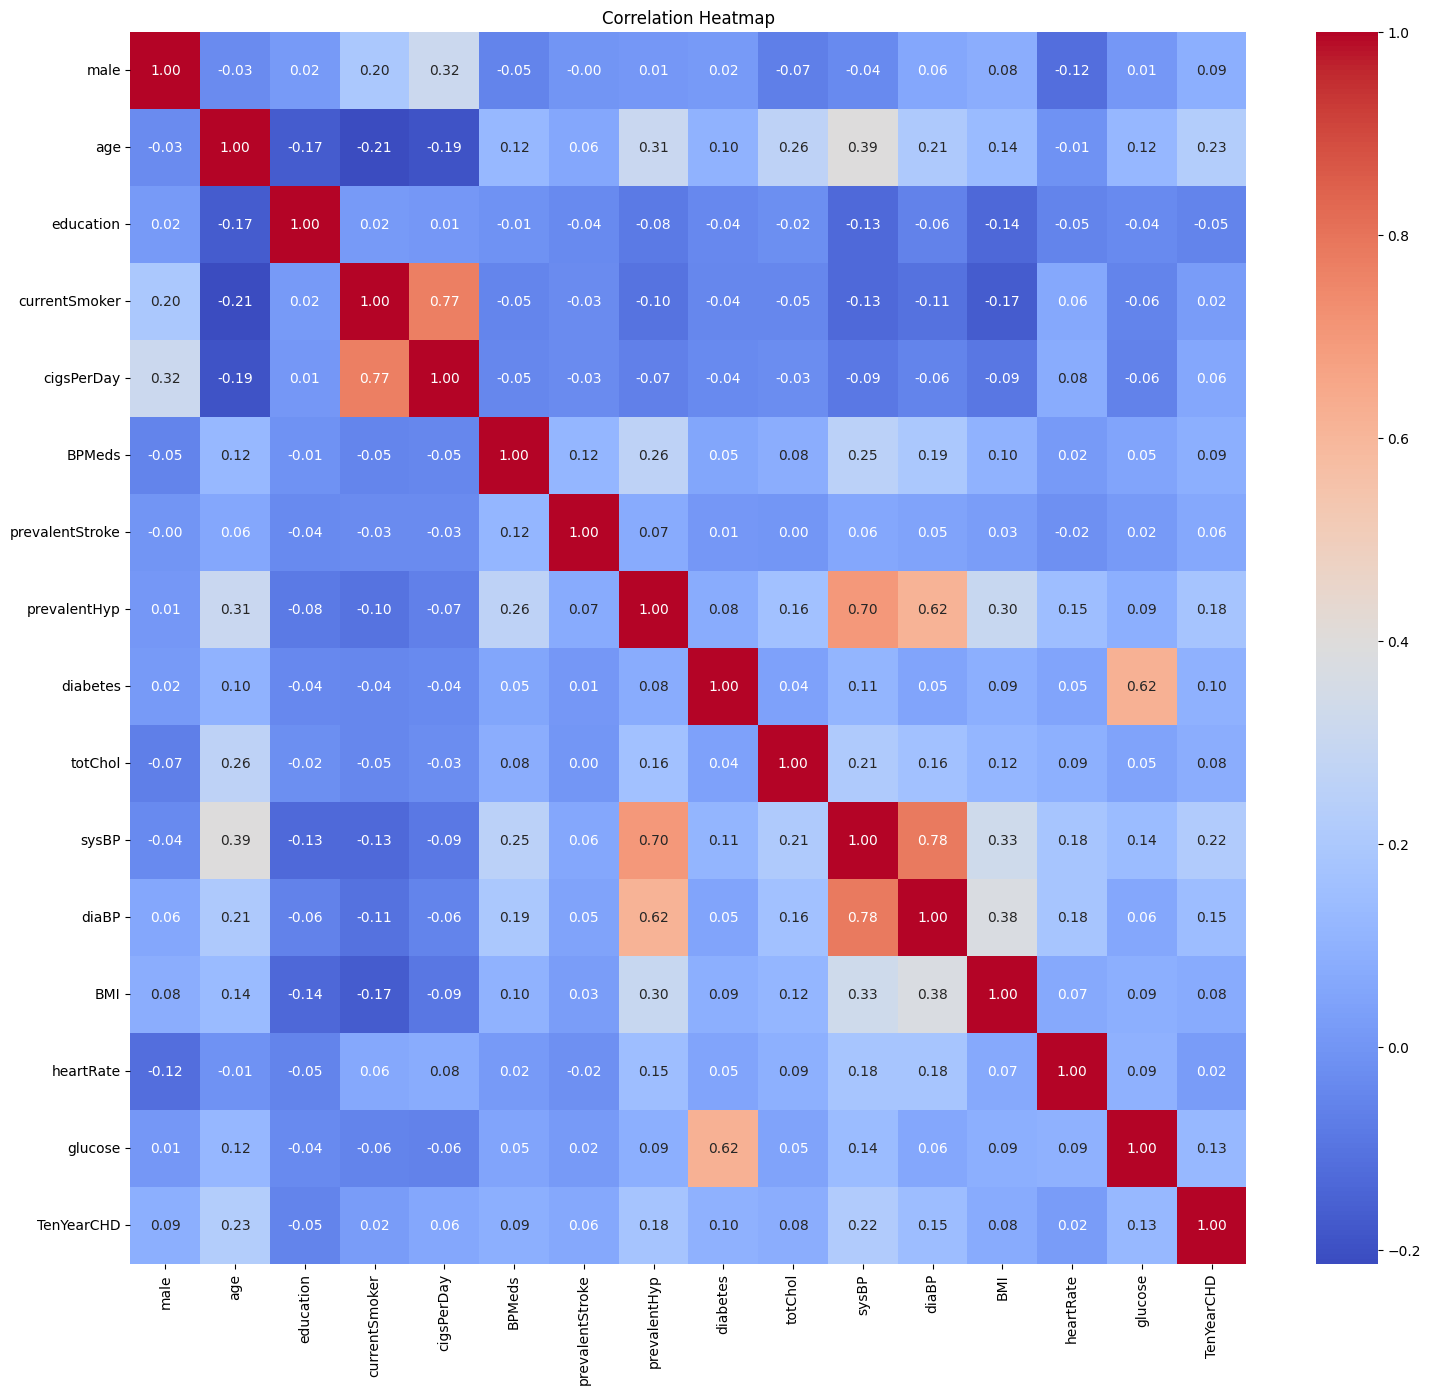 Correlation Heatmap
male 1.00 -0.03 0.02 0.20 0.32 -0.05 -0.00 0.01 0.02 -0.07 -0.04 0.06 0.08 -0.12 0.01 0.09
age -0.03 1.00 -0.17 -0.21 -0.19 0.12 0.06 0.31 0.10 0.26 0.39 0.21 0.14 -0.01 0.12 0.23
education 0.02 -0.17 1.00 0.02 0.01 -0.01 -0.04 -0.08 -0.04 -0.02 -0.13 -0.06 -0.14 -0.05 -0.04 -0.05
currentSmoker 0.20 -0.21 0.02 1.00 0.77 -0.05 -0.03 -0.10 -0.04 -0.05 -0.13 -0.11 -0.17 0.06 -0.06 0.02
cigsPerDay 0.32 -0.19 0.01 0.77 1.00 -0.05 -0.03 -0.07 -0.04 -0.03 -0.09 -0.06 -0.09 0.08 -0.06 0.06
BPMeds -0.05 0.12 -0.01 -0.05 -0.05 1.00 0.12 0.26 0.05 0.08 0.25 0.19 0.10 0.02 0.05 0.09
prevalentStroke -0.00 0.06 -0.04 -0.03 -0.03 0.12 1.00 0.07 0.01 0.00 0.06 0.05 0.03 -0.02 0.02 0.06
prevalentHyp 0.01 0.31 -0.08 -0.10 -0.07 0.26 0.07 1.00 0.08 0.16 0.70 0.62 0.30 0.15 0.09 0.18
diabetes 0.02 0.10 -0.04 -0.04 -0.04 0.05 0.01 0.08 1.00 0.04 0.11 0.05 0.09 0.05 0.62 0.10
totChol -0.07 0.26 -0.02 -0.05 -0.03 0.08 0.00 0.16 0.04 1.00 0.21 0.16 0.12 0.09 0.05 0.08
sysBP -0.04 0.39 -0.13 -0.13 -0.09 0.25 0.06 0.70 0.11 0.21 1.00 0.78 0.33 0.18 0.14 0.22
diaBP 0.06 0.21 -0.06 -0.11 -0.06 0.19 0.05 0.62 0.05 0.16 0.78 1.00 0.38 0.18 0.06 0.15
BMI 0.08 0.14 -0.14 -0.17 -0.09 0.10 0.03 0.30 0.09 0.12 0.33 0.38 1.00 0.07 0.09 0.08
heartRate -0.12 -0.01 -0.05 0.06 0.08 0.02 -0.02 0.15 0.05 0.09 0.18 0.18 0.07 1.00 0.09 0.02
glucose 0.01 0.12 -0.04 -0.06 -0.06 0.05 0.02 0.09 0.62 0.05 0.14 0.06 0.09 0.09 1.00 0.13
TenYearCHD 0.09 0.23 -0.05 0.02 0.06 0.09 0.06 0.18 0.10 0.08 0.22 0.15 0.08 0.02 0.13 1.00
male age education currentSmoker cigsPerDay BPMeds prevalentStroke prevalentHyp diabetes totChol sysBP diaBP BMI heartRate glucose TenYearCHD
1.0
0.8
0.6
0.4
0.2
0.0
−0.2